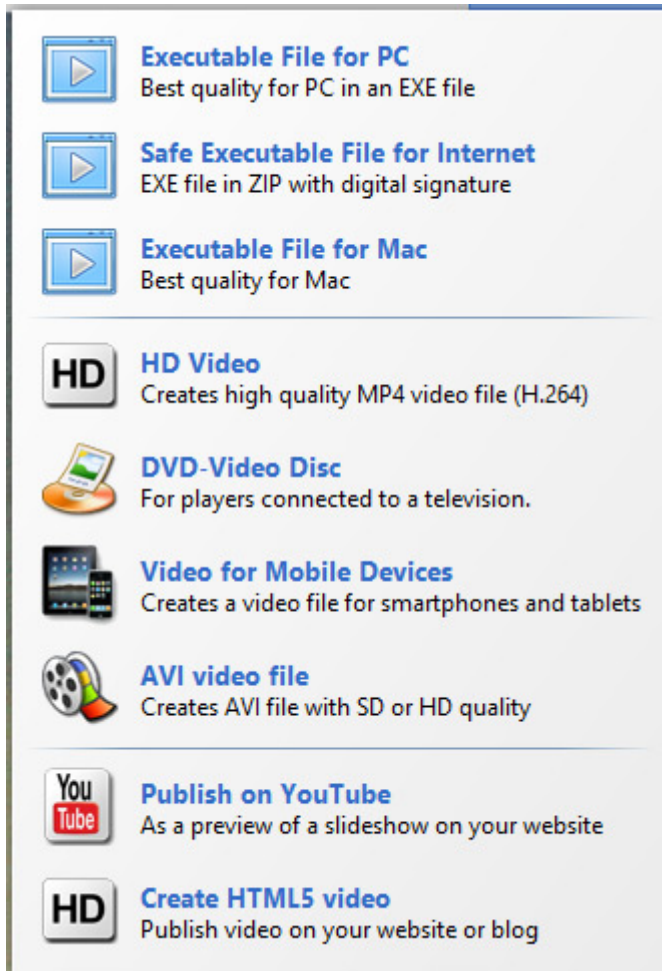 Executable File for PC
Best quality for PC in an EXE file
Safe Executable File for Internet
EXE file in ZIP with digital signature
Executable File for Mac
Best quality for Mac
HD
HD Video
Creates high quality MP4 video file (H.264)
DVD-Video Disc
For players connected to a television.
Video for Mobile Devices
Creates a video file for smartphones and tablets
AVI video file
Creates AVI file with SD or HD quality
You
Tube
Publish on YouTube
As a preview of a slideshow on your website
HD
Create HTML5 video
Publish video on your website or blog